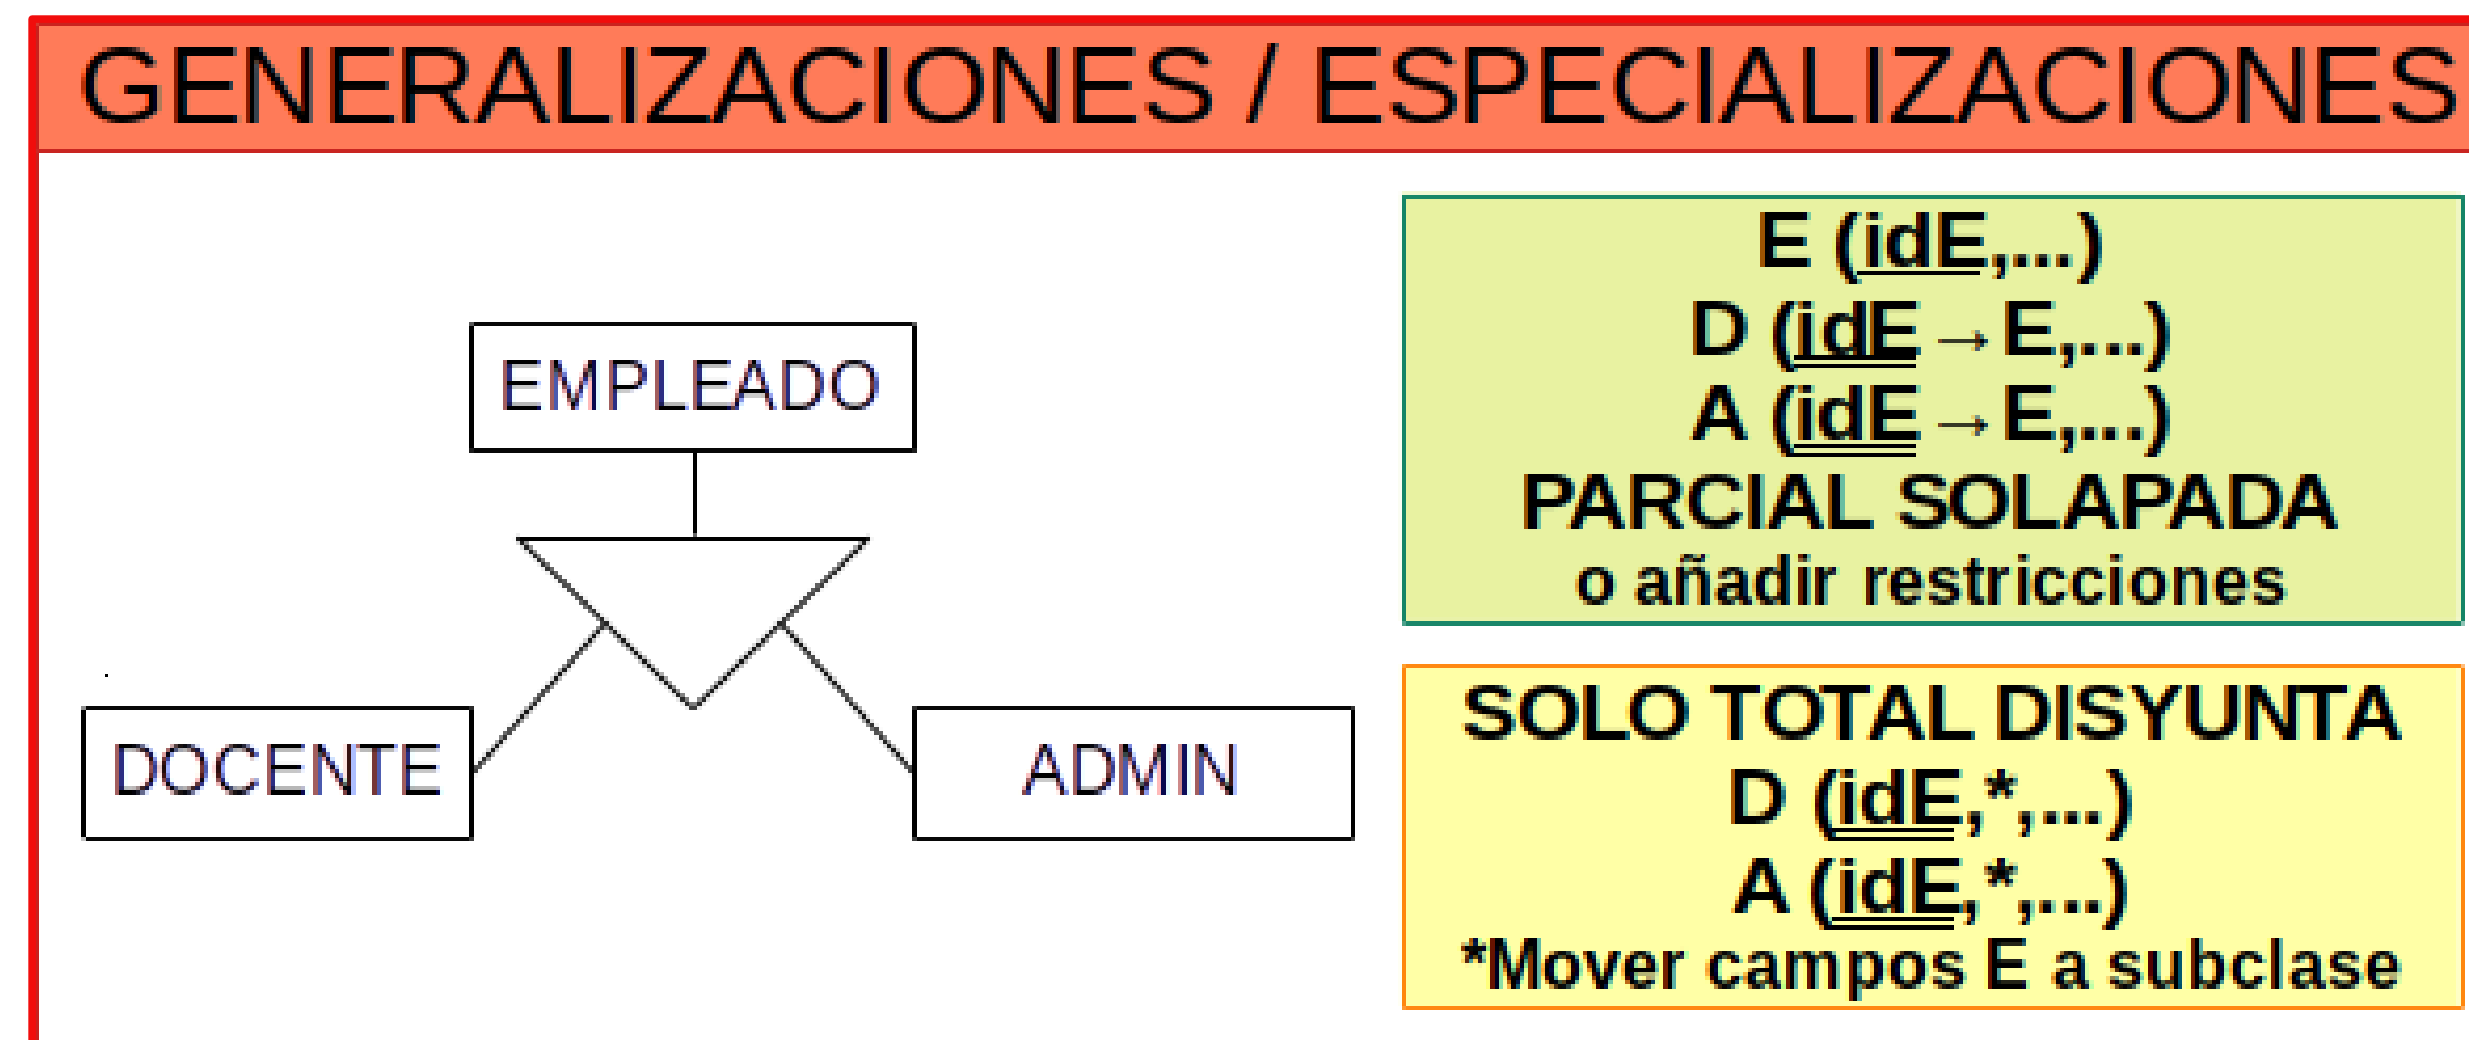 GENERALIZACIONES / ESPECIALIZACIONES
EMPLEADO
DOCENTE
ADMIN
E (idE,...)
D (idE→E,...)
A (idE→E,...)
PARCIAL SOLAPADA
o añadir restricciones
SOLO TOTAL DISYUNTA
D (idE,*,...)
A (idE,*,...)
*Mover campos E a subclase